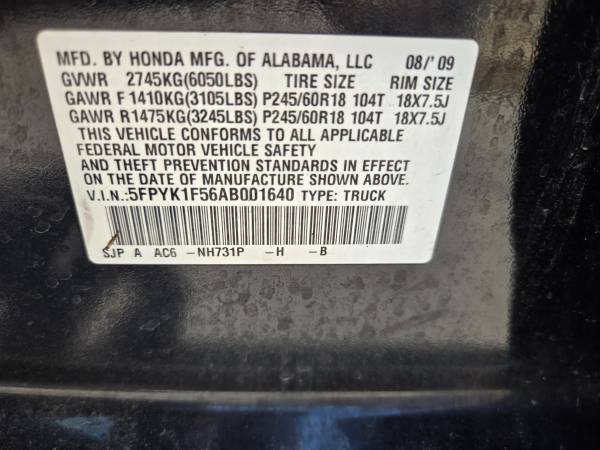 MFD. BY HONDA MFG. OF ALABAMA, LLC 08/'09
GVWR 2745KG(6050LBS) TIRE SIZE RIM SIZE
GAWR F 1410KG(3105LBS) P245/60R18 104T 18X7.5J
GAWR R1475KG(3245LBS) P245/60R18 104T 18X7.5J
THIS VEHICLE CONFORMS TO ALL APPLICABLE
FEDERAL MOTOR VEHICLE SAFETY
AND THEFT PREVENTION STANDARDS IN EFFECT
ON THE DATE OF MANUFACTURE SHOWN ABOVE.
V.I.N.:5FPYK1F56AB001640 TYPE: TRUCK
SJP A AC6 -NH731P -H -B